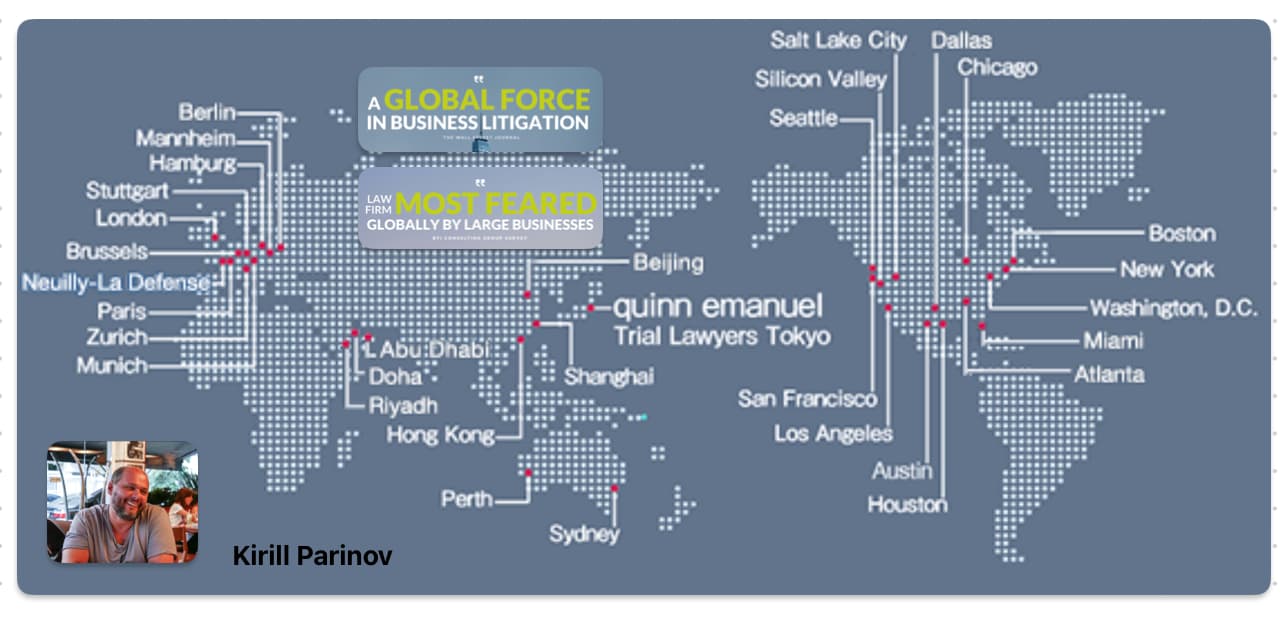 Salt Lake City
Dallas
Chicago
Silicon Valley
Seattle
"
A GLOBAL FORCE
IN BUSINESS LITIGATION
THE WALL STREET JOURNAL
"
LAW FIRM MOST FEARED
GLOBALLY BY LARGE BUSINESSES
BTI CONSULTING GROUP SURVEY
Berlin
Mannheim
Hamburg
Stuttgart
London
Brussels
Neuilly-La Defense
Paris
Zurich
Munich
Beijing
quinn emanuel
Trial Lawyers Tokyo
Abu Dhabi
Doha
Riyadh
Shanghai
Hong Kong
Perth
Sydney
Boston
New York
Washington, D.C.
Miami
Atlanta
San Francisco
Los Angeles
Austin
Houston
Kirill Parinov